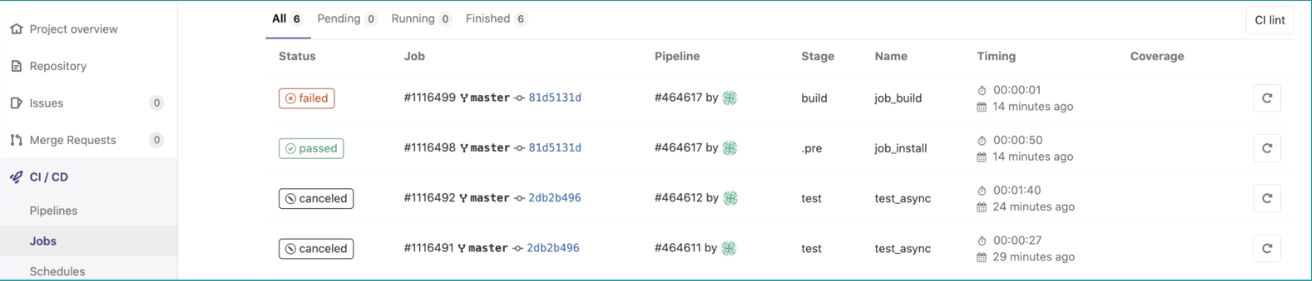 All 6 Pending 0 Running 0 Finished 6
CI lint
Project overview
Repository
Issues 0
Merge Requests 0
CI / CD
Pipelines
Jobs
Schedules
Status Job Pipeline Stage Name Timing Coverage
failed #1116499 master 81d5131d #464617 by build job_build 00:00:01
14 minutes ago
passed #1116498 master 81d5131d #464617 by .pre job_install 00:00:50
14 minutes ago
canceled #1116492 master 2db2b496 #464612 by test test_async 00:01:40
24 minutes ago
canceled #1116491 master 2db2b496 #464611 by test test_async 00:00:27
29 minutes ago